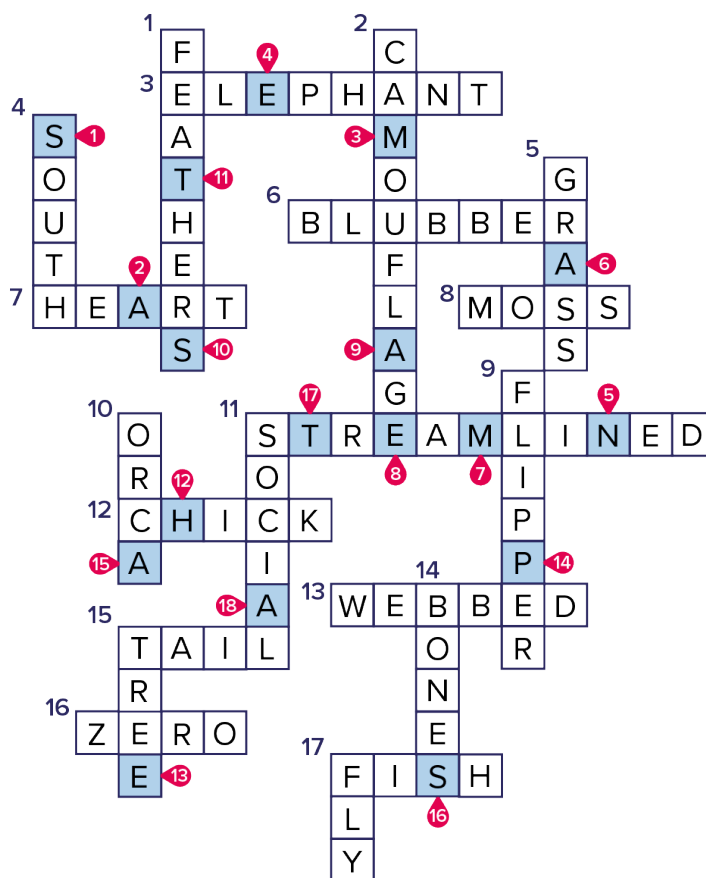 1 F 2 C
4
3 E L E P H A N T
4
S 1 A 3 M
5
O T 11 O G
6
U H B L U B B E R
T 2 E F A 6
7 H E A R T L 8 M O S S
S 10 9 A S
17 G 9 F 5
10 11
O S T R E A M L I N E D
R 12 O 8 7 I
12 C H I C K P
15 A I P 14
14
18 A 13 W E B B E D
15
T A I L O R
R N
16 Z E R O E
17
E 13 F I S H
L 16
Y